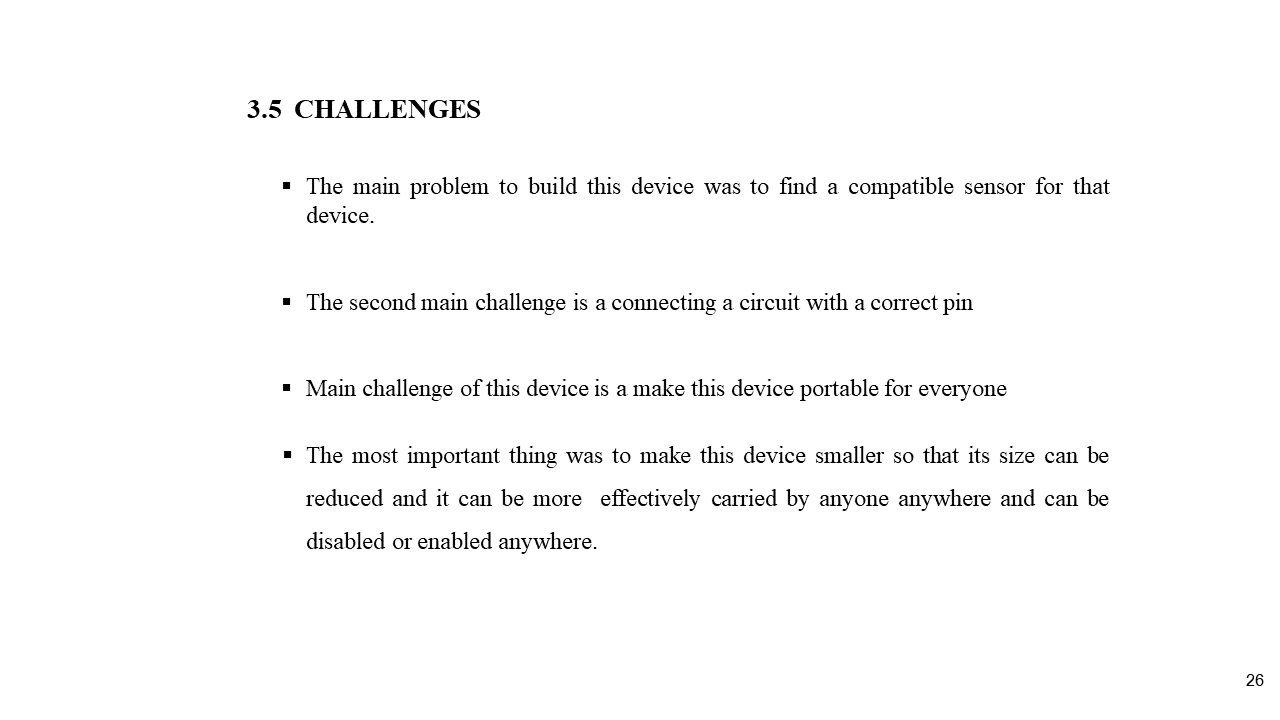 3.5 CHALLENGES
▪ The main problem to build this device was to find a compatible sensor for that
device.
▪ The second main challenge is a connecting a circuit with a correct pin
▪ Main challenge of this device is a make this device portable for everyone
▪ The most important thing was to make this device smaller so that its size can be
reduced and it can be more effectively carried by anyone anywhere and can be
disabled or enabled anywhere.
26